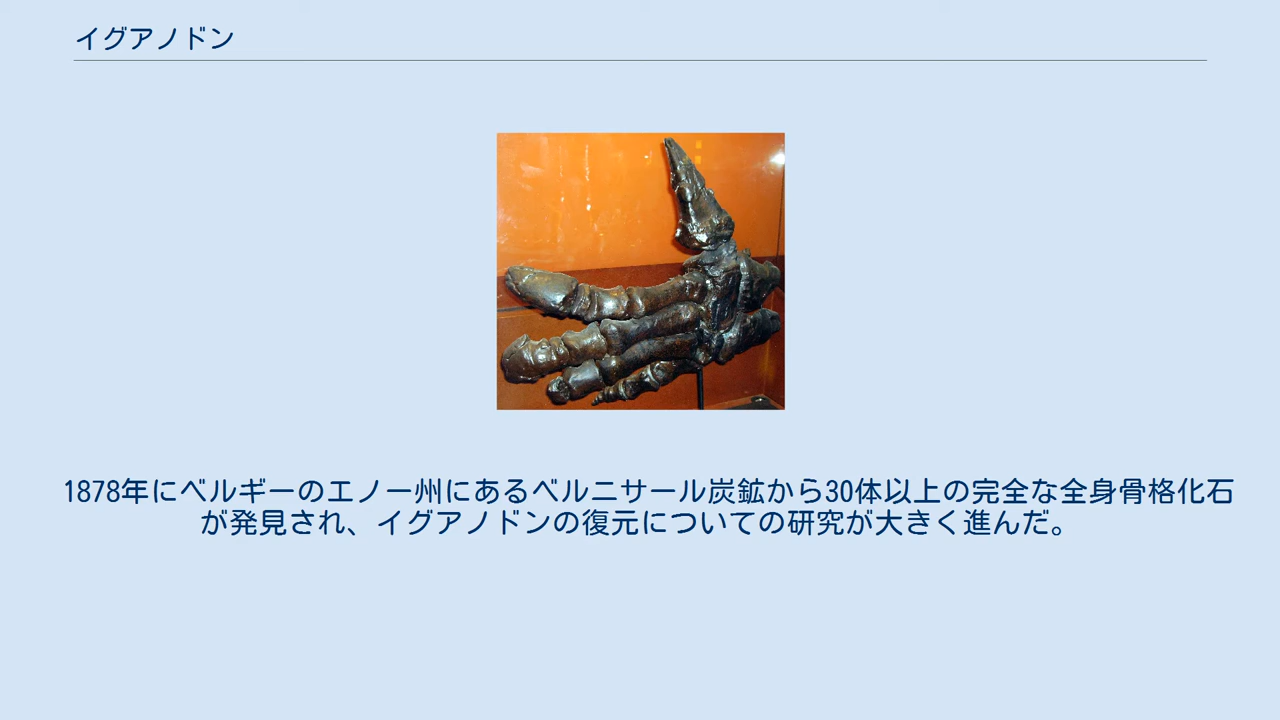 イグアノドン
1878年にベルギーのエノー州にあるベルニサール炭鉱から30体以上の完全な全身骨格化石
が発見され、イグアノドンの復元についての研究が大きく進んだ。